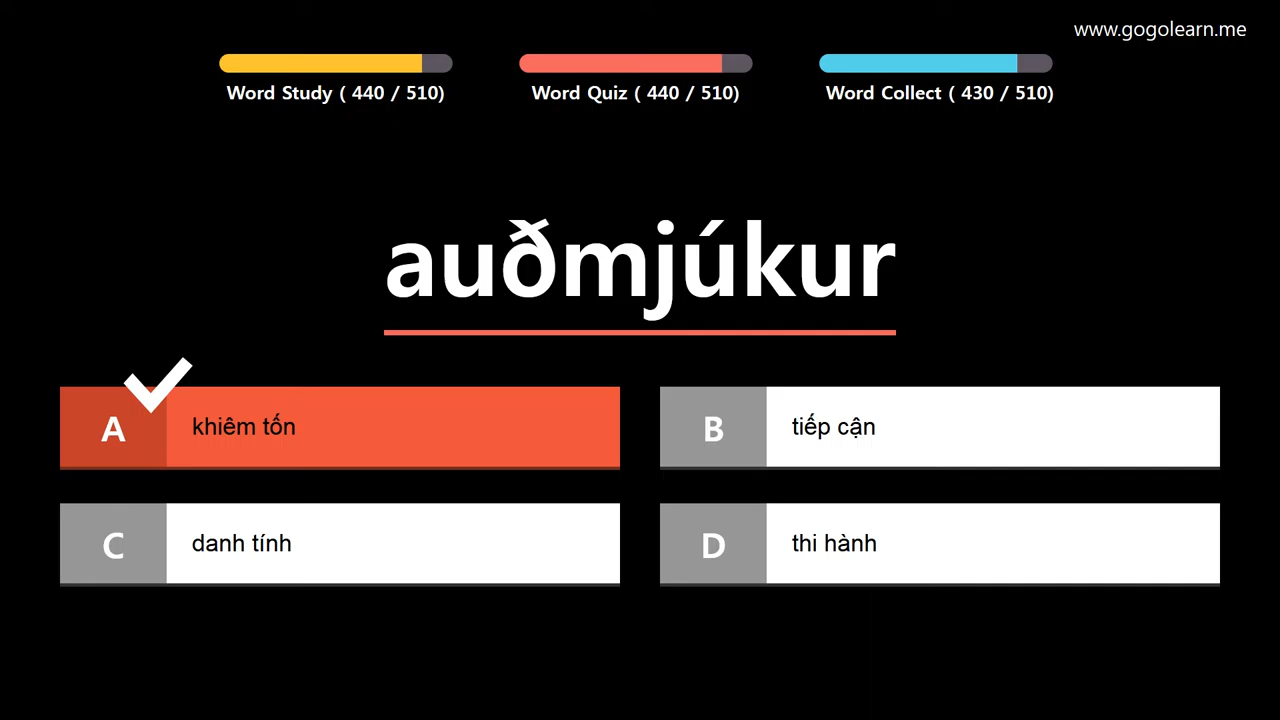 www.gogolearn.me
Word Study ( 440 / 510)
Word Quiz ( 440 / 510)
Word Collect ( 430 / 510)
auðmjúkur
A khiêm tốn
B tiếp cận
C danh tính
D thi hành